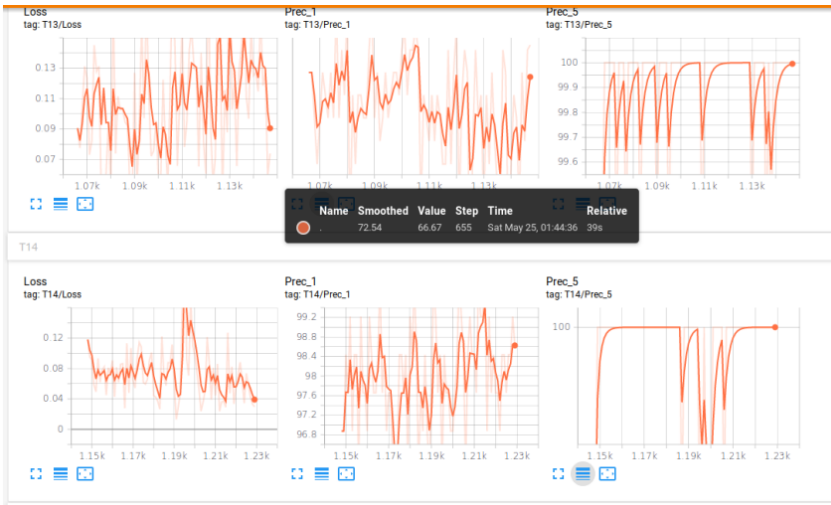 Loss Prec_1 Prec_5
tag: T13/Loss tag: T13/Prec_1 tag: T13/Prec_5
0.13
0.11
0.09
0.07
100
99.9
99.8
99.7
99.6
1.07k 1.09k 1.11k 1.13k 1.07k 1.09k 1.11k 1.13k 1.07k 1.09k 1.11k 1.13k
Name Smoothed Value Step Time Relative
. 72.54 66.67 655 Sat May 25, 01:44:36 39s
T14
Loss Prec_1 Prec_5
tag: T14/Loss tag: T14/Prec_1 tag: T14/Prec_5
0.12
0.08
0.04
0
99.2
98.8
98.4
98
97.6
97.2
96.8
100
1.15k 1.17k 1.19k 1.21k 1.23k 1.15k 1.17k 1.19k 1.21k 1.23k 1.15k 1.17k 1.19k 1.21k 1.23k